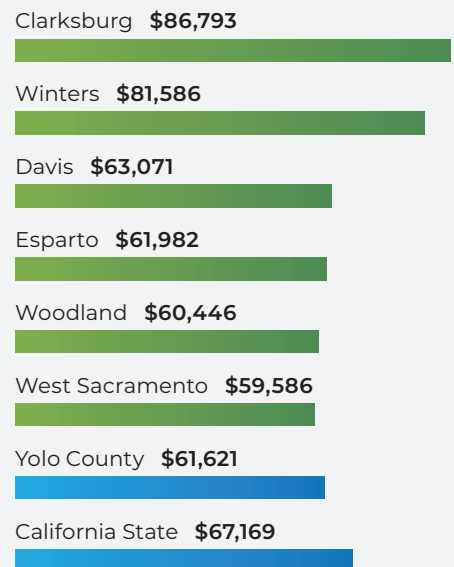 Clarksburg $86,793
Winters $81,586
Davis $63,071
Esparto $61,982
Woodland $60,446
West Sacramento $59,586
Yolo County $61,621
California State $67,169